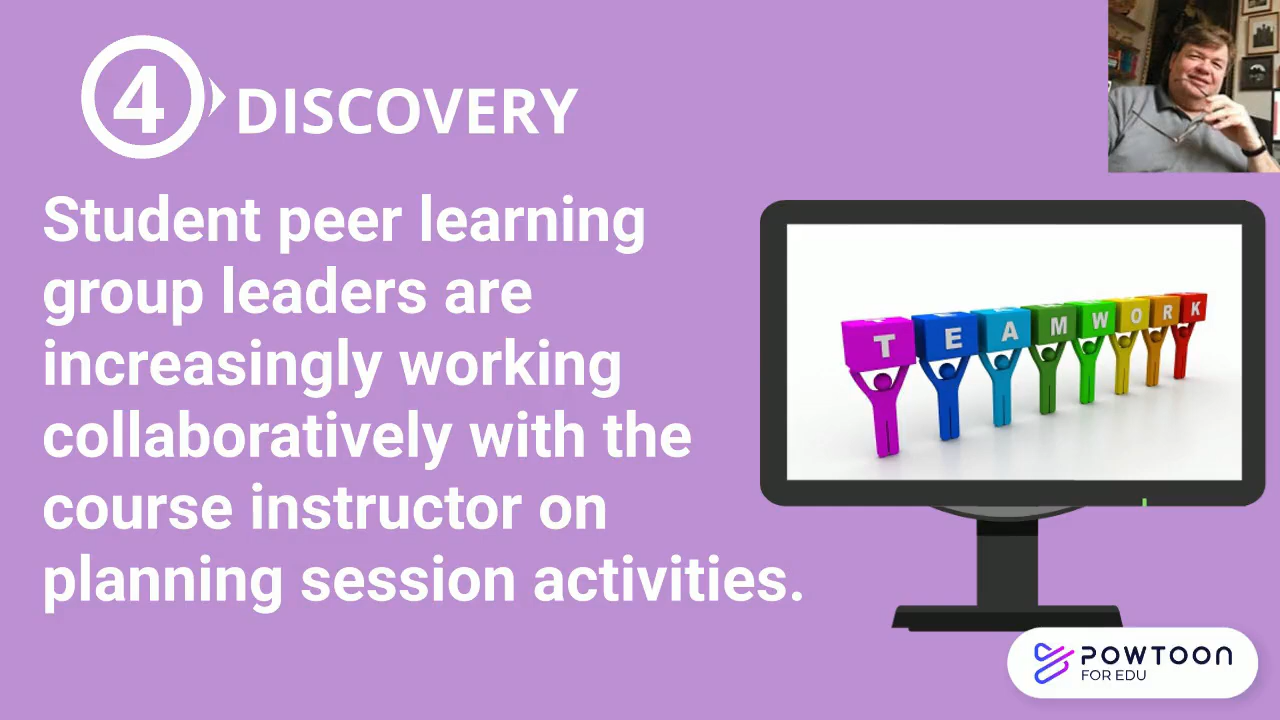 4 DISCOVERY
Student peer learning
group leaders are
increasingly working
collaboratively with the
course instructor on
planning session activities.
TEAMWORK
POWTOON
FOR EDU